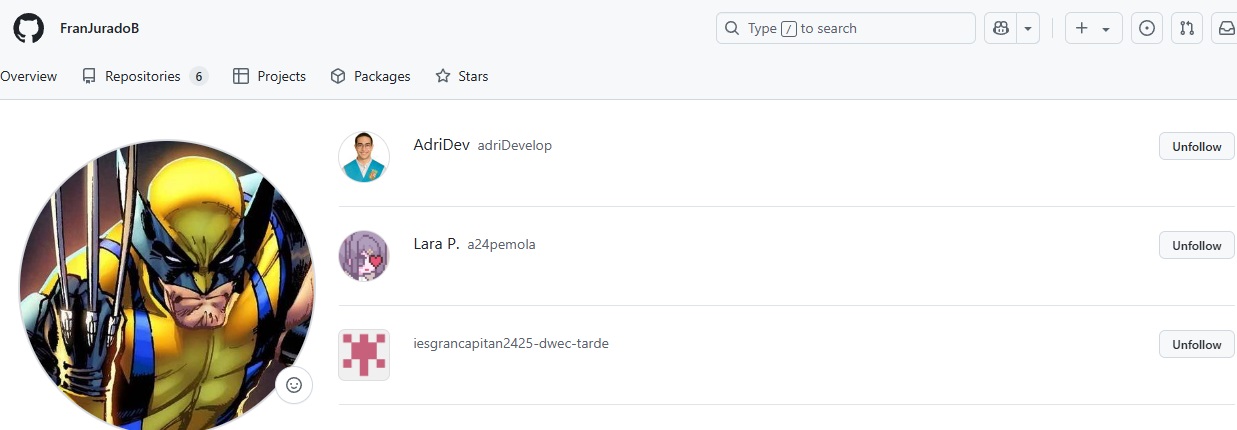 FranJuradoB
Type / to search
Overview Repositories 6 Projects Packages Stars
AdriDev adriDevelop Unfollow
Lara P. a24pemola Unfollow
iesgrancapitan2425-dwec-tarde Unfollow